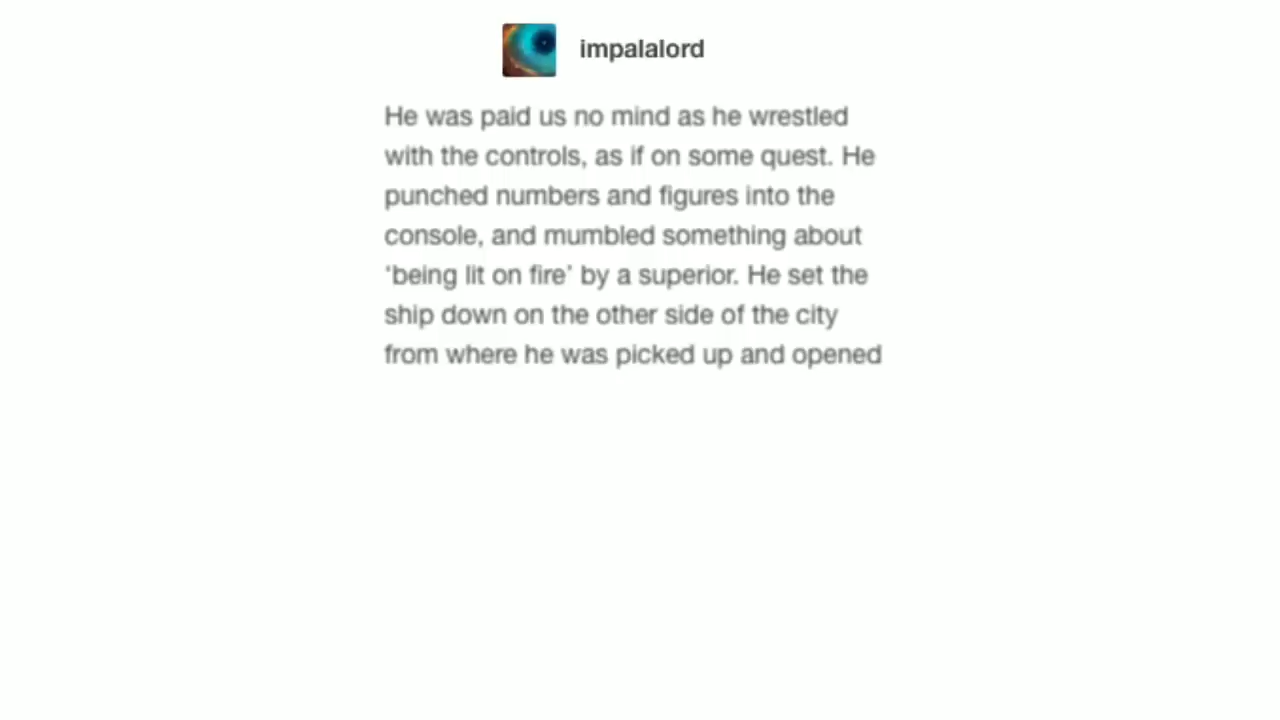 impalalord
He was paid us no mind as he wrestled
with the controls, as if on some quest. He
punched numbers and figures into the
console, and mumbled something about
‘being lit on fire’ by a superior. He set the
ship down on the other side of the city
from where he was picked up and opened